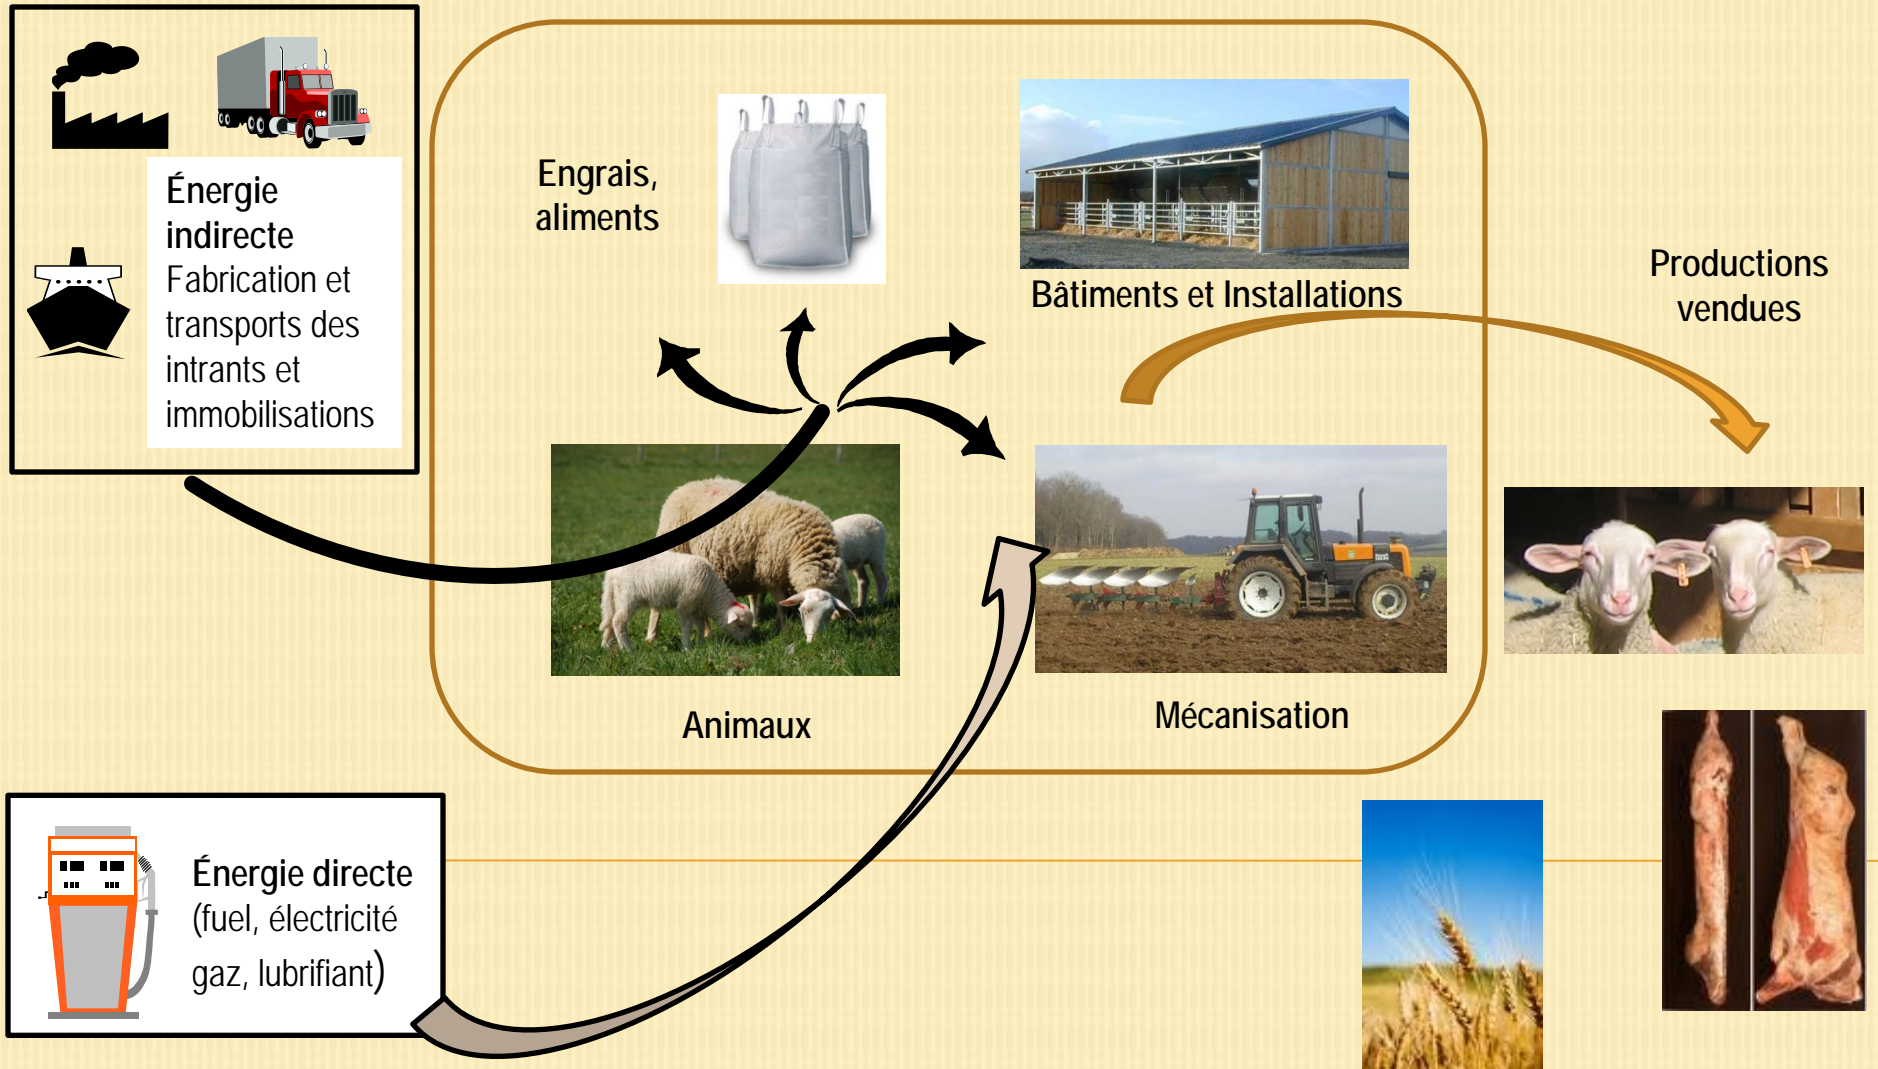 Énergie
indirecte
Fabrication et
transports des
intrants et
immobilisations
Engrais,
aliments
Bâtiments et Installations
Productions
vendues
Animaux
Mécanisation
Énergie directe
(fuel, électricité
gaz, lubrifiant)